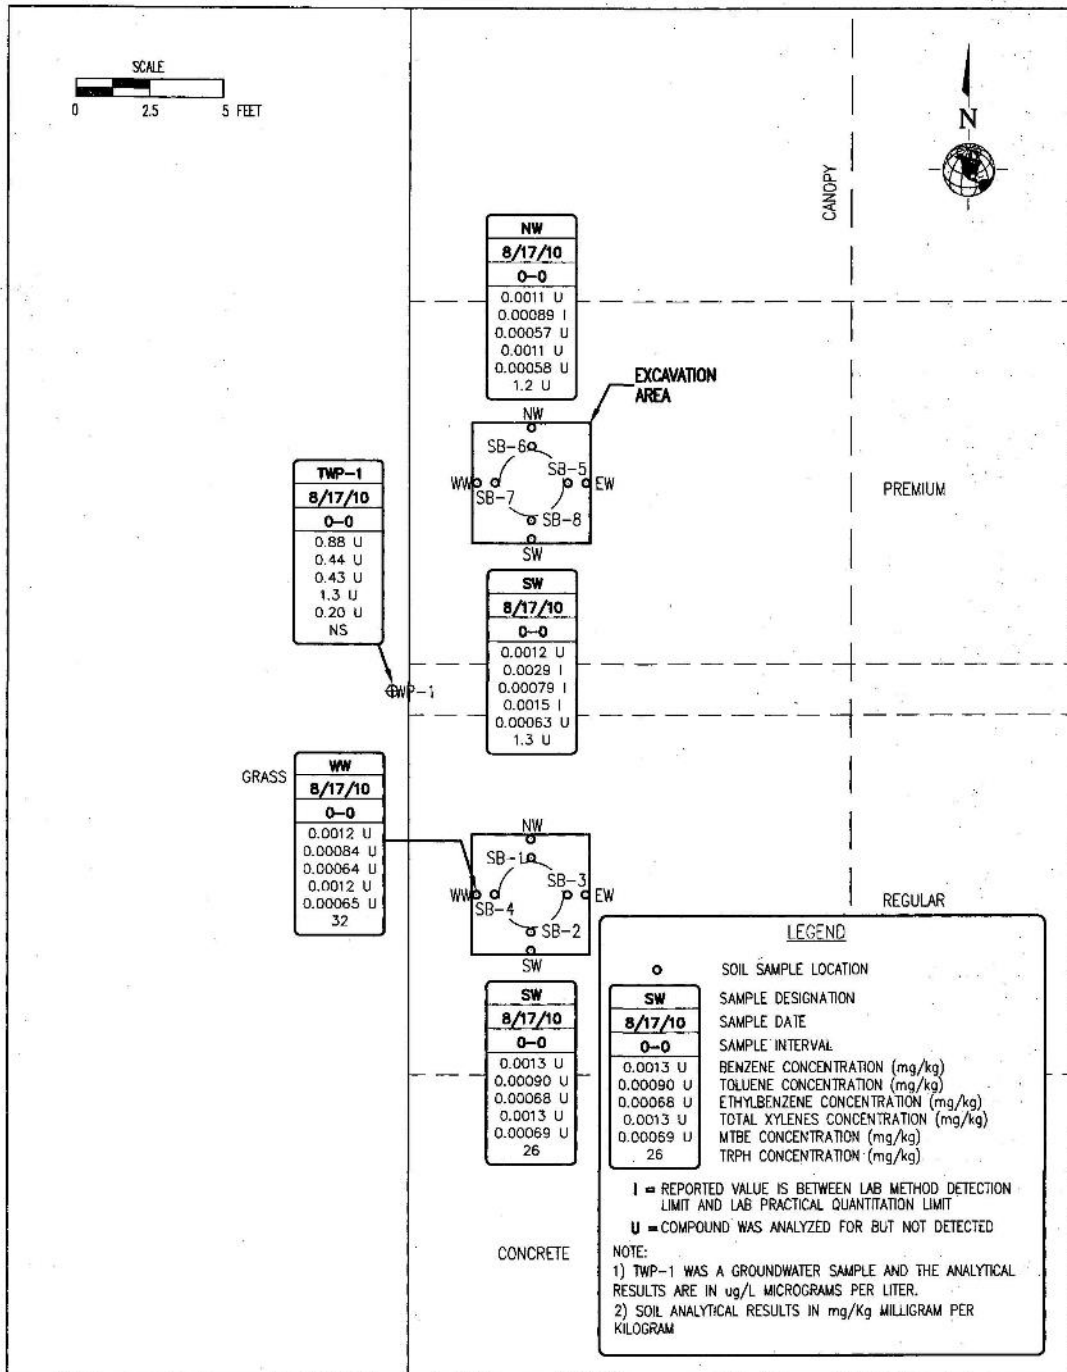 SCALE
0 2.5 5 FEET
N
CANOPY
NW
8/17/10
0-0
0.0011 U
0.00089 I
0.00057 U
0.0011 U
0.00058 U
1.2 U
EXCAVATION
AREA
NW
SB-6
SB-5
WW
EW
SB-7
SB-8
SW
PREMIUM
TWP-1
8/17/10
0-0
0.88 U
0.44 U
0.43 U
1.3 U
0.20 U
NS
SW
8/17/10
0-0
0.0012 U
0.0029 I
0.00079 I
0.0015 I
0.00063 U
1.3 U
WP-1
GRASS
WW
8/17/10
0-0
0.0012 U
0.00084 U
0.00064 U
0.0012 U
0.00065 U
32
NW
SB-1
SB-3
WW
EW
SB-4
SB-2
SW
REGULAR
SW
8/17/10
0-0
0.0013 U
0.00090 U
0.00068 U
0.0013 U
0.00069 U
26
CONCRETE
LEGEND
SOIL SAMPLE LOCATION
SW SAMPLE DESIGNATION
8/17/10 SAMPLE DATE
0-0 SAMPLE INTERVAL
0.0013 U BENZENE CONCENTRATION (mg/kg)
0.00090 U TOLUENE CONCENTRATION (mg/kg)
0.00068 U ETHYLBENZENE CONCENTRATION (mg/kg)
0.0013 U TOTAL XYLENES CONCENTRATION (mg/kg)
0.00069 U MTBE CONCENTRATION (mg/kg)
26 TRPH CONCENTRATION (mg/kg)
I = REPORTED VALUE IS BETWEEN LAB METHOD DETECTION
LIMIT AND LAB PRACTICAL QUANTITATION LIMIT
U = COMPOUND WAS ANALYZED FOR BUT NOT DETECTED
NOTE:
1) TWP-1 WAS A GROUNDWATER SAMPLE AND THE ANALYTICAL
RESULTS ARE IN ug/L MICROGRAMS PER LITER.
2) SOIL ANALYTICAL RESULTS IN mg/Kg MILLIGRAM PER
KILOGRAM